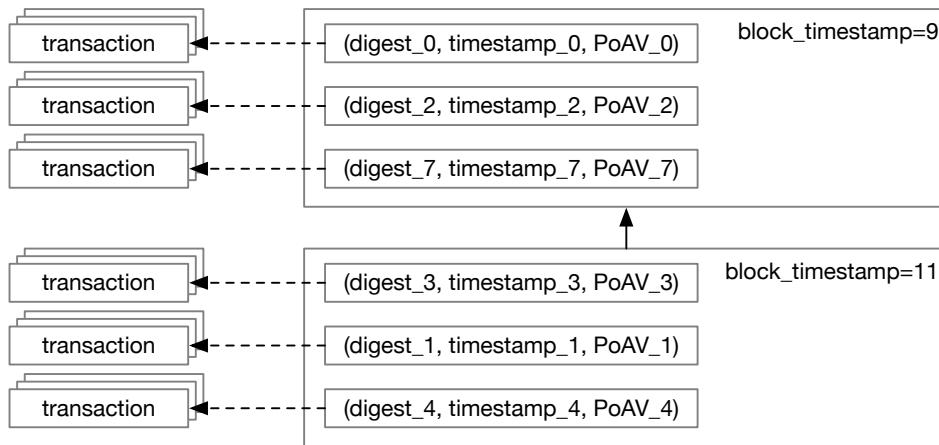 transaction (digest_0, timestamp_0, PoAV_0) block_timestamp=9
transaction (digest_2, timestamp_2, PoAV_2)
transaction (digest_7, timestamp_7, PoAV_7)
transaction (digest_3, timestamp_3, PoAV_3) block_timestamp=11
transaction (digest_1, timestamp_1, PoAV_1)
transaction (digest_4, timestamp_4, PoAV_4)